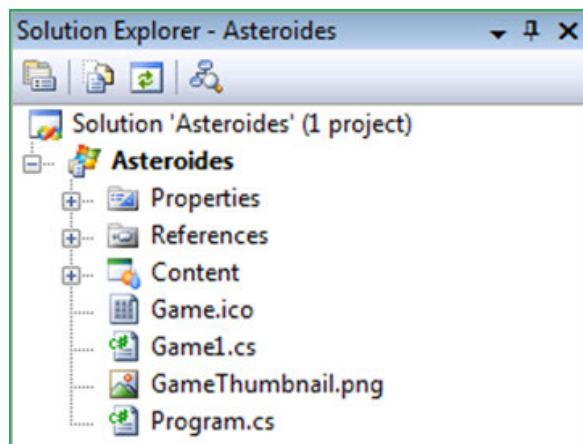 Solution Explorer - Asteroides
Solution 'Asteroides' (1 project)
Asteroides
Properties
References
Content
Game.ico
Game1.cs
GameThumbnail.png
Program.cs